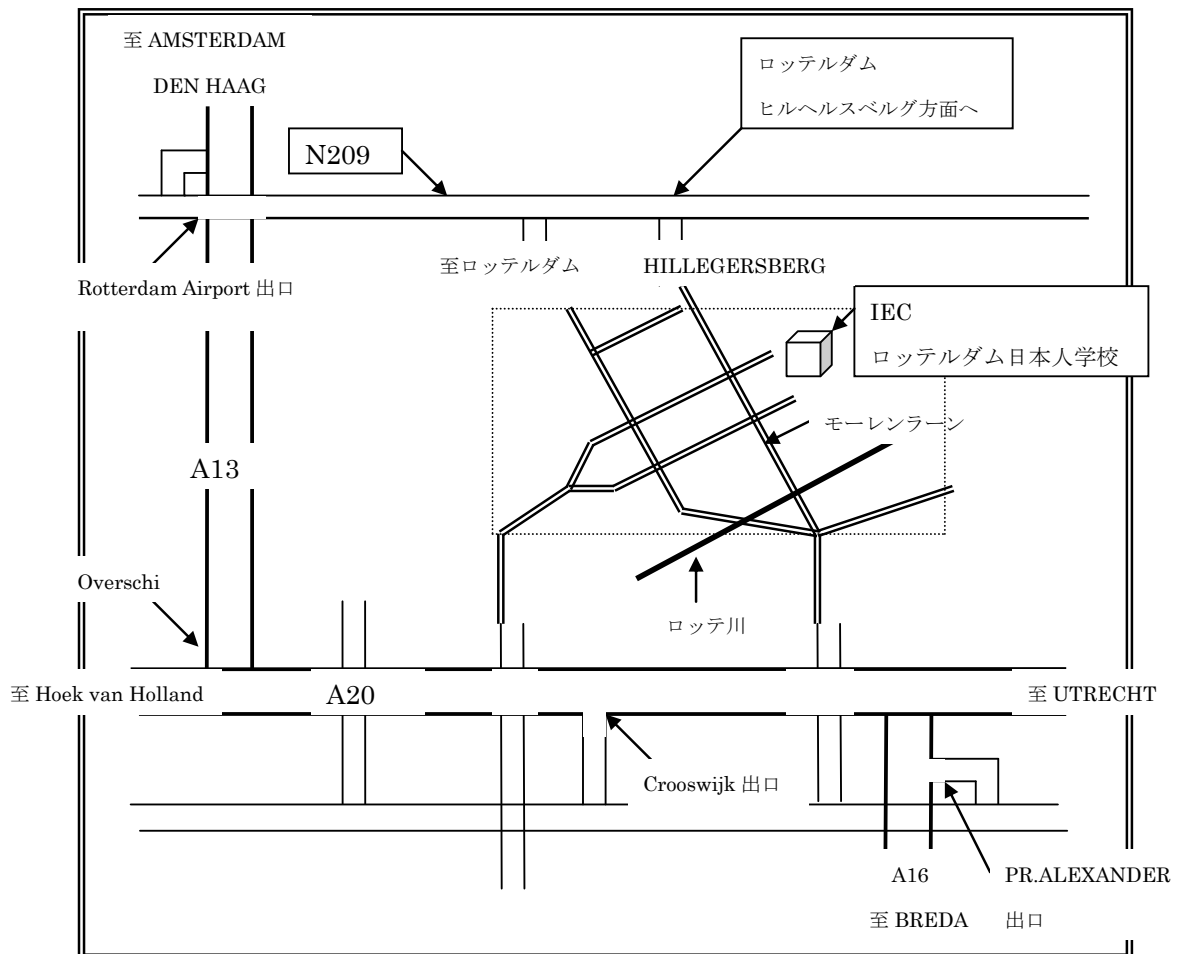 至 AMSTERDAM
DEN HAAG
ロッテルダム
ヒルヘルスベルグ方面へ
N209
至ロッテルダム
HILLEGERSBERG
Rotterdam Airport 出口
IEC
ロッテルダム日本人学校
モーレンラーン
A13
Overschi
ロッテ川
至 Hoek van Holland
A20
至 UTRECHT
Crooswijk 出口
A16
PR.ALEXANDER
至 BREDA
出口